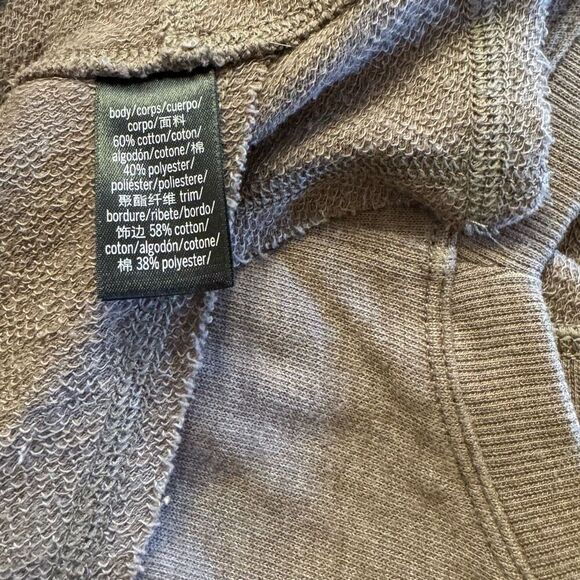 body/corps/cuerpo/
corpo/面料
60% cotton/coton/
algodón/cotone/棉
40% polyester/
poliéster/poliestere/
聚酯纤维 trim/
bordure/ribete/bordo/
饰边 58% cotton/
coton/algodón/cotone/
棉 38% polyester/